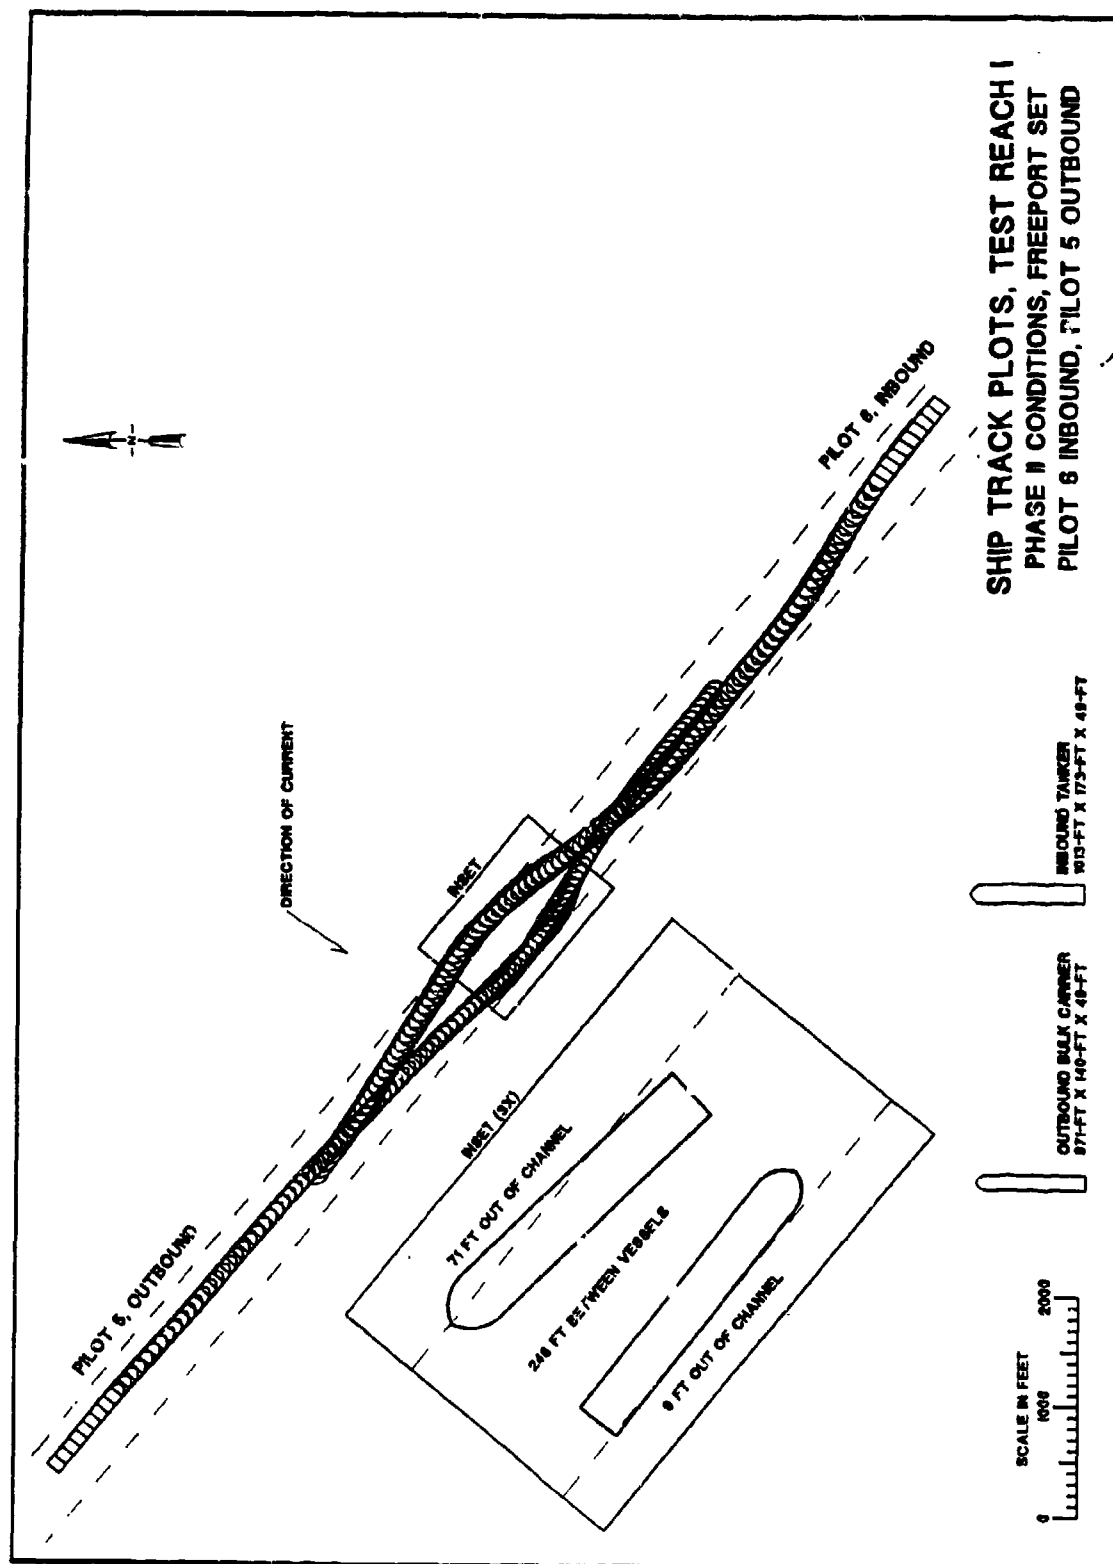 PILOT 5, OUTBOUND
DIRECTION OF CURRENT
-N-
INSET
PILOT 6, INBOUND
INSET (3X)
71 FT OUT OF CHANNEL
246 FT BETWEEN VESSELS
9 FT OUT OF CHANNEL
SCALE IN FEET
0 1000 2000
OUTBOUND BULK CARRIER
971-FT X 140-FT X 49-FT
INBOUND TANKER
1013-FT X 173-FT X 49-FT
SHIP TRACK PLOTS, TEST REACH I
PHASE II CONDITIONS, FREEPORT SET
PILOT 6 INBOUND, PILOT 5 OUTBOUND